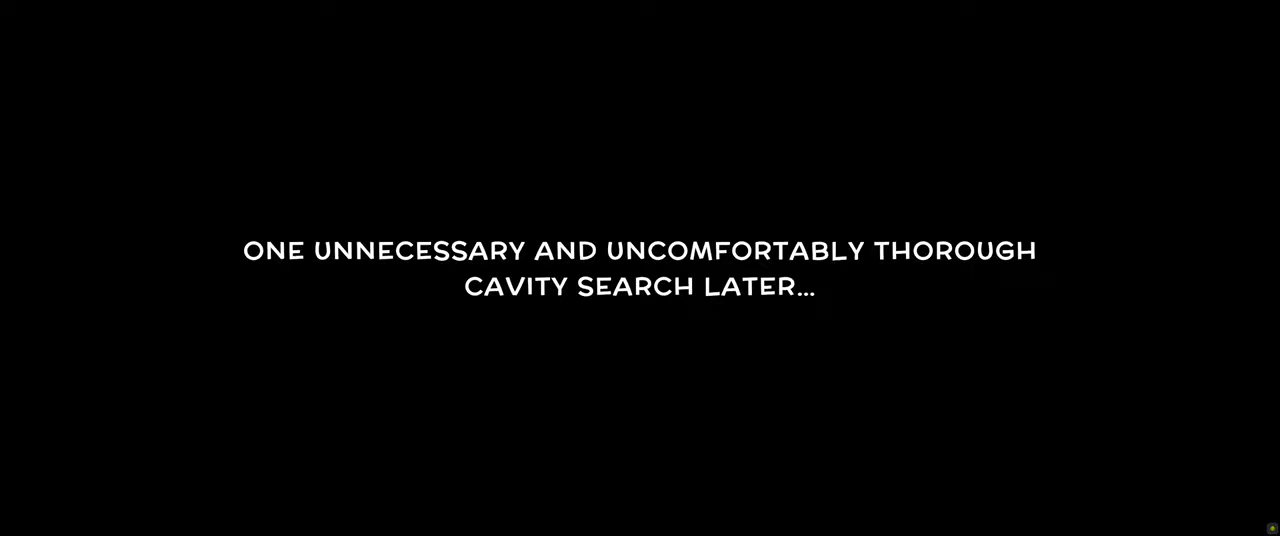 ONE UNNECESSARY AND UNCOMFORTABLY THOROUGH
CAVITY SEARCH LATER...